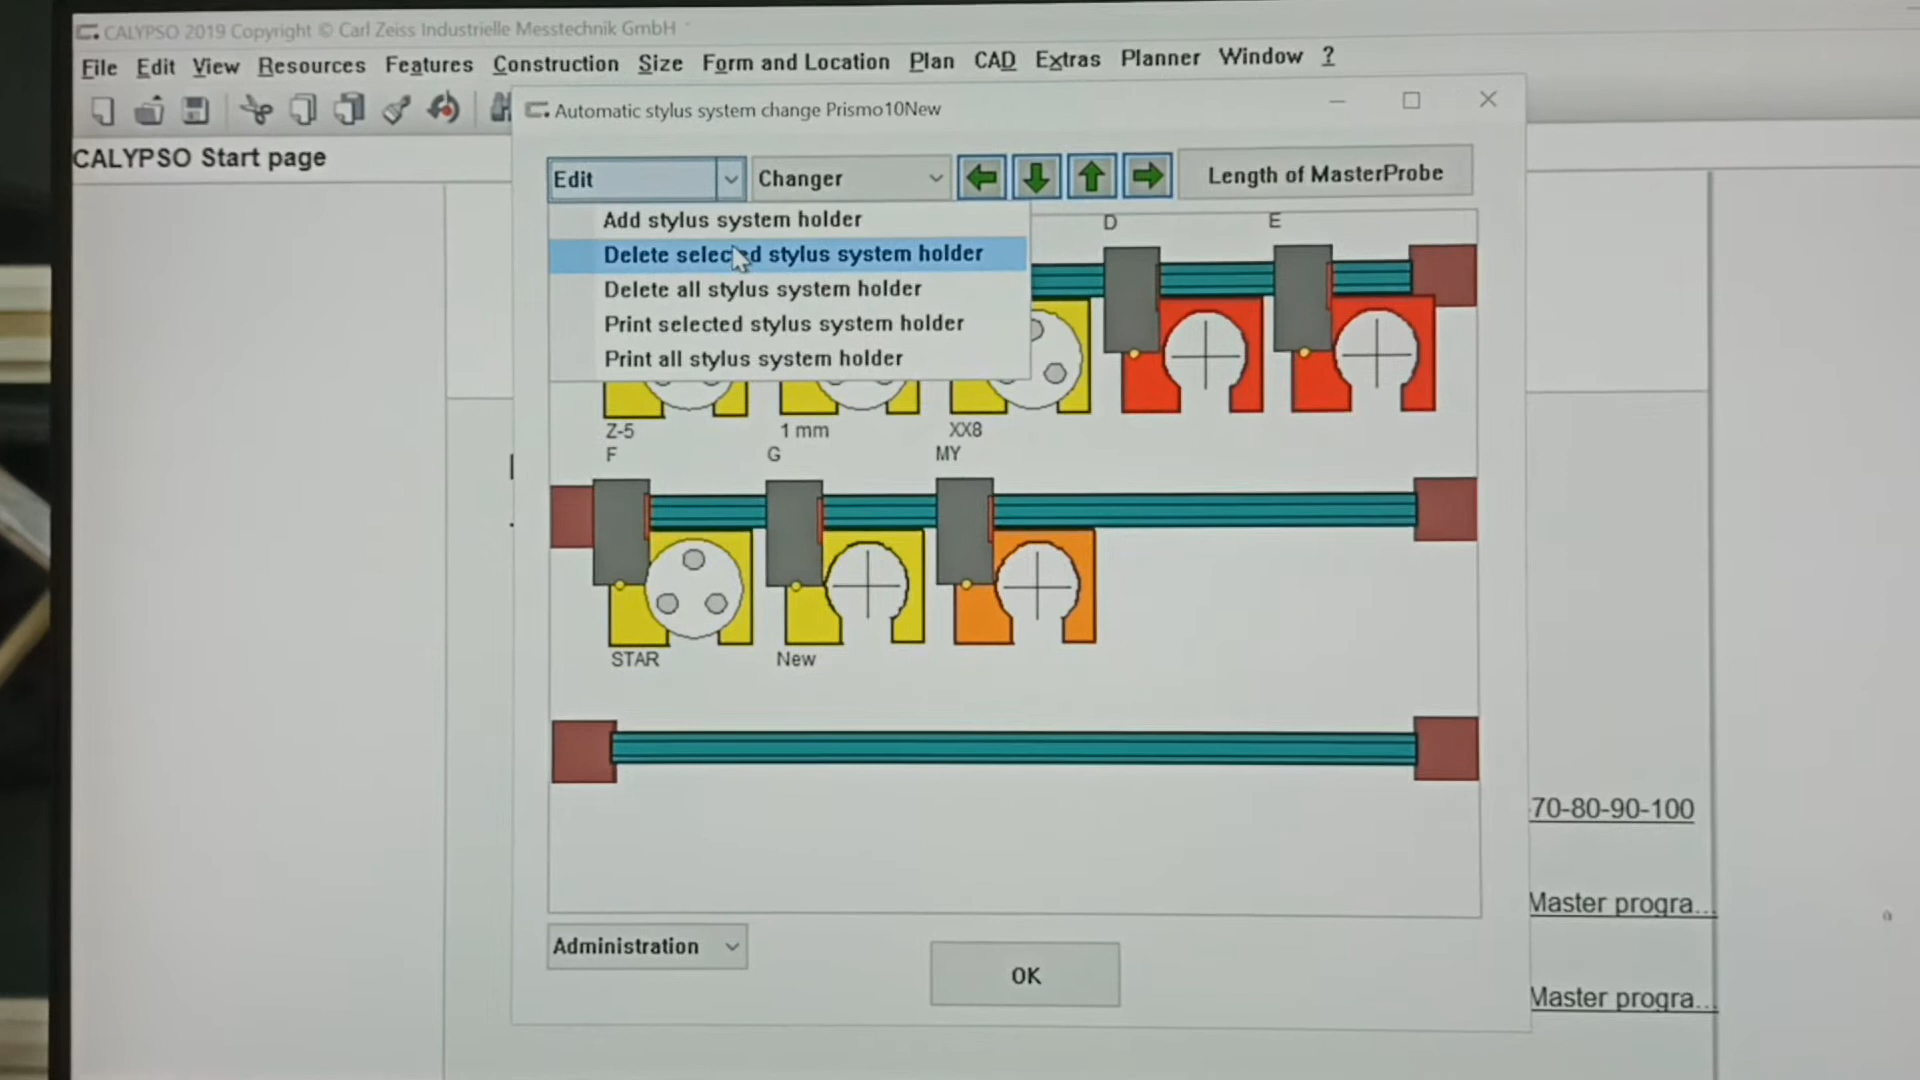 CALYPSO 2019 Copyright © Carl Zeiss Industrielle Messtechnik GmbH
File Edit View Resources Features Construction Size Form and Location Plan CAD Extras Planner Window ?
Automatic stylus system change Prismo10New
CALYPSO Start page
Edit Changer Length of MasterProbe
Add stylus system holder
D E
Delete selected stylus system holder
Delete all stylus system holder
Print selected stylus system holder
Print all stylus system holder
Z-5 1 mm XX8
F G MY
STAR New
70-80-90-100
Master progra...
Administration
OK
Master progra...